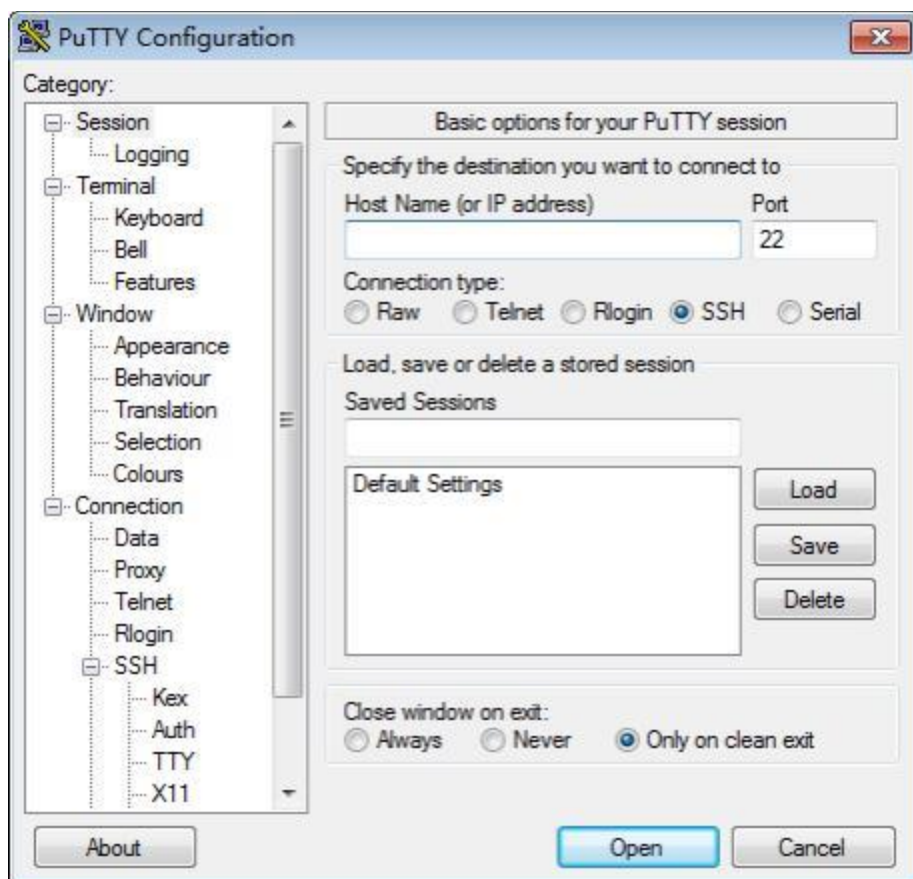 PuTTY Configuration
Category:
Session
Logging
Terminal
Keyboard
Bell
Features
Window
Appearance
Behaviour
Translation
Selection
Colours
Connection
Data
Proxy
Telnet
Rlogin
SSH
Kex
Auth
TTY
X11
Basic options for your PuTTY session
Specify the destination you want to connect to
Host Name (or IP address) Port
22
Connection type:
Raw Telnet Rlogin SSH Serial
Load, save or delete a stored session
Saved Sessions
Default Settings
Load
Save
Delete
Close window on exit:
Always Never Only on clean exit
About Open Cancel